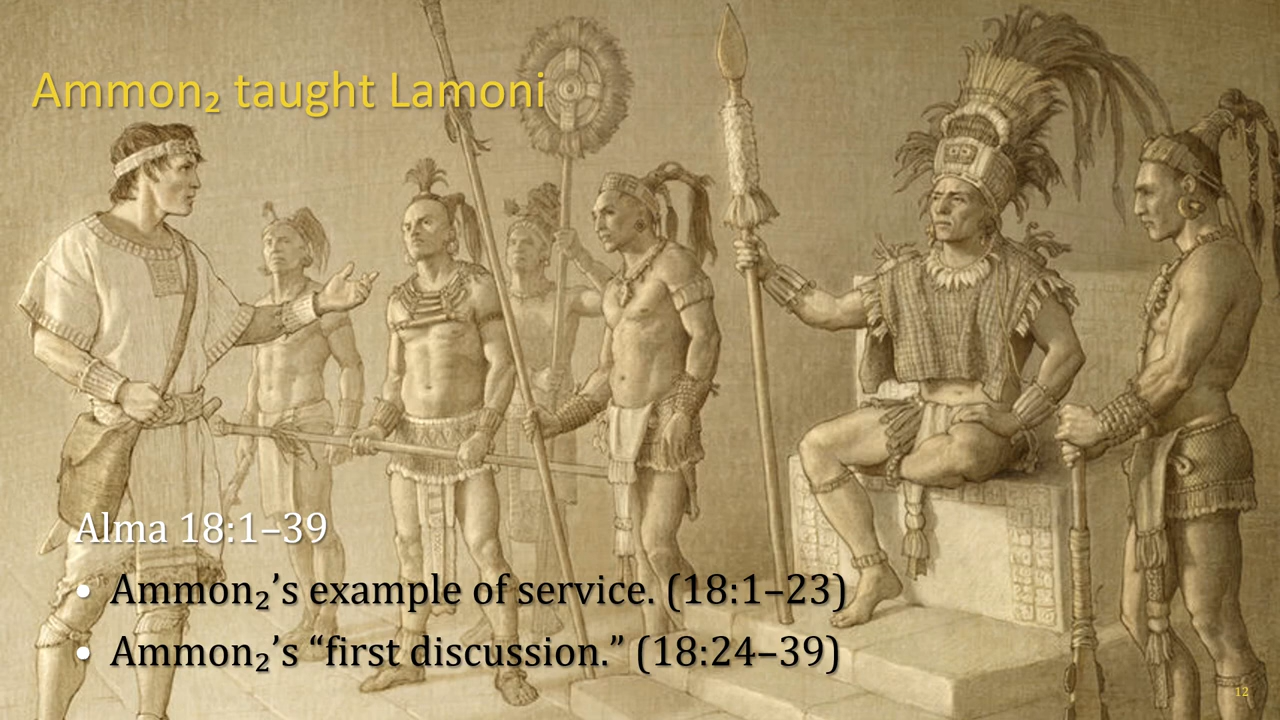 Ammon₂ taught Lamoni
Alma 18:1–39
• Ammon₂’s example of service. (18:1–23)
• Ammon₂’s “first discussion.” (18:24–39)
12